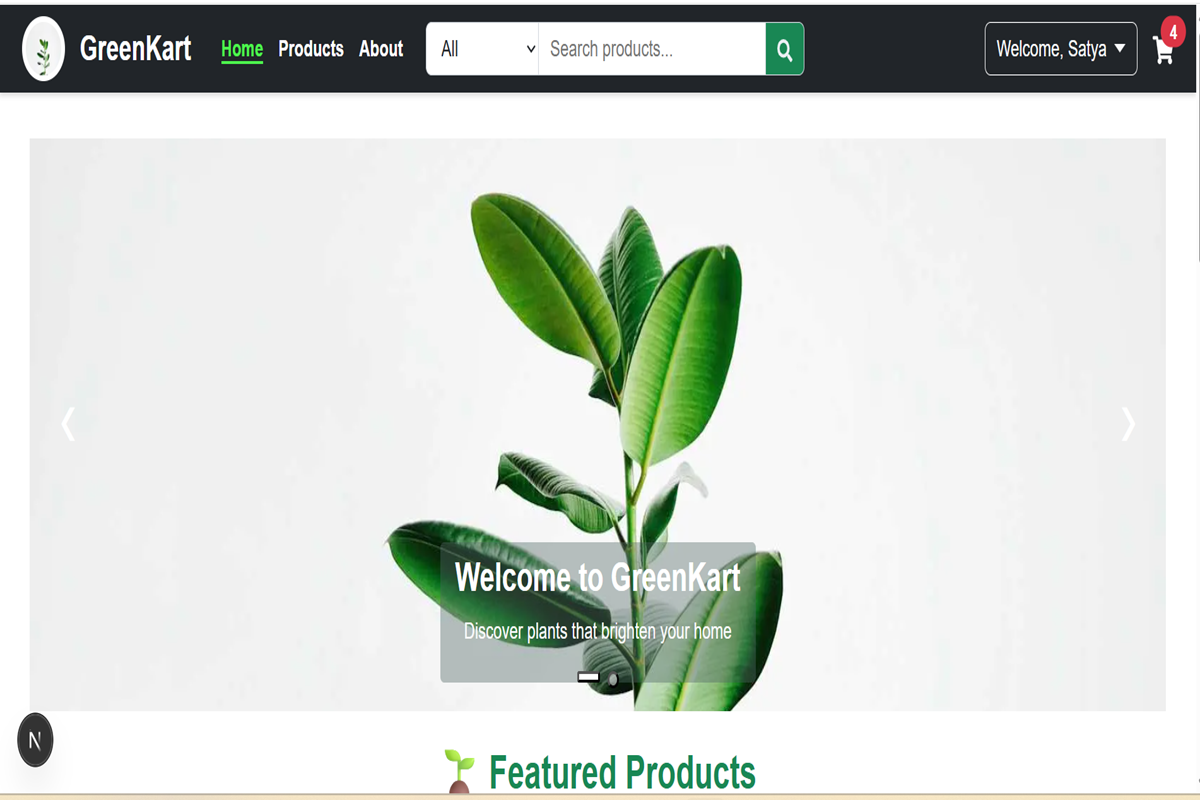 GreenKart Home Products About All Search products... Welcome, Satya 4
Welcome to GreenKart
Discover plants that brighten your home
N
Featured Products